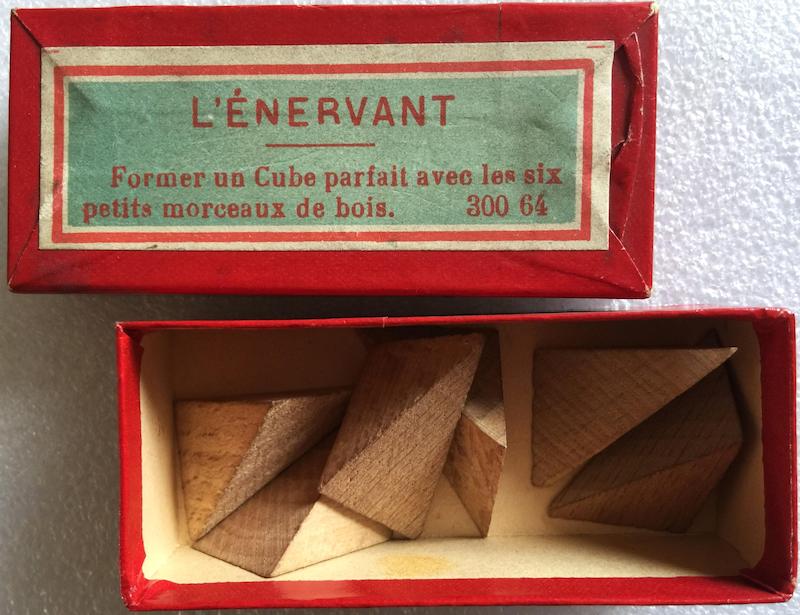 L'ÉNERVANT
Former un Cube parfait avec les six
petits morceaux de bois. 300 64